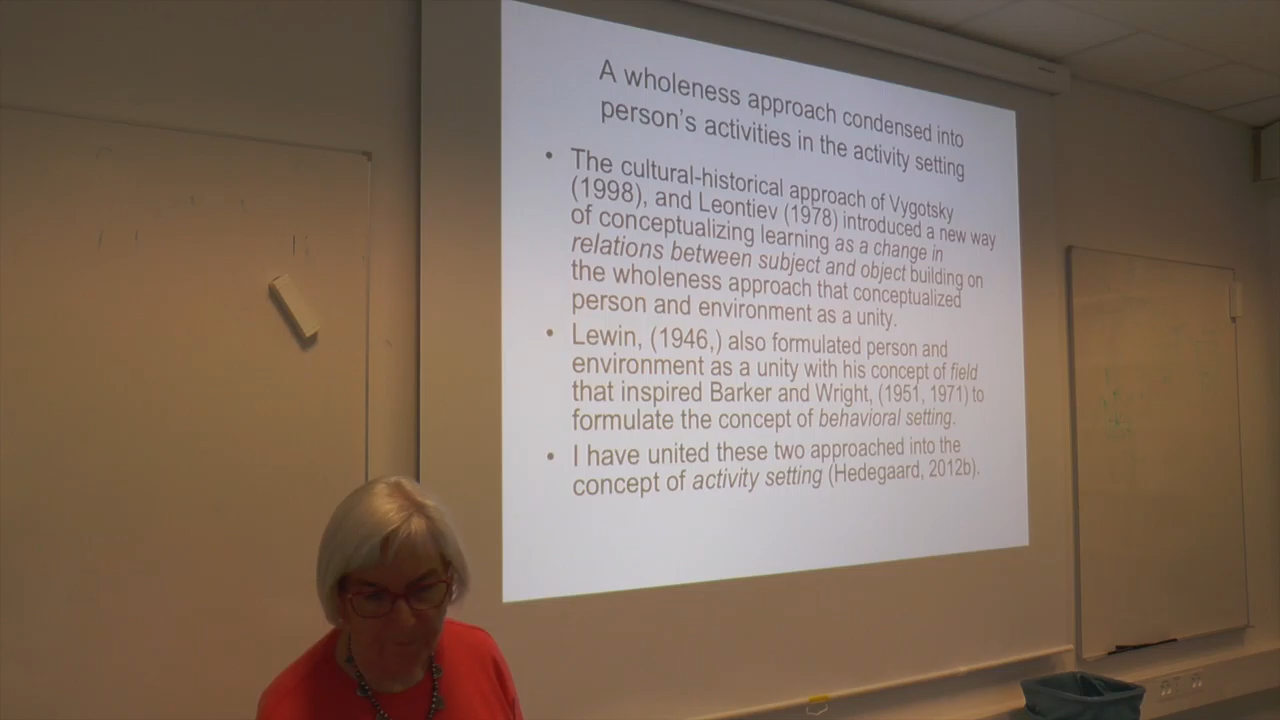 A wholeness approach condensed into
person's activities in the activity setting
• The cultural-historical approach of Vygotsky
(1998), and Leontiev (1978) introduced a new way
of conceptualizing learning as a change in
relations between subject and object building on
the wholeness approach that conceptualized
person and environment as a unity.
• Lewin, (1946,) also formulated person and
environment as a unity with his concept of field
that inspired Barker and Wright, (1951, 1971) to
formulate the concept of behavioral setting.
• I have united these two approached into the
concept of activity setting (Hedegaard, 2012b).